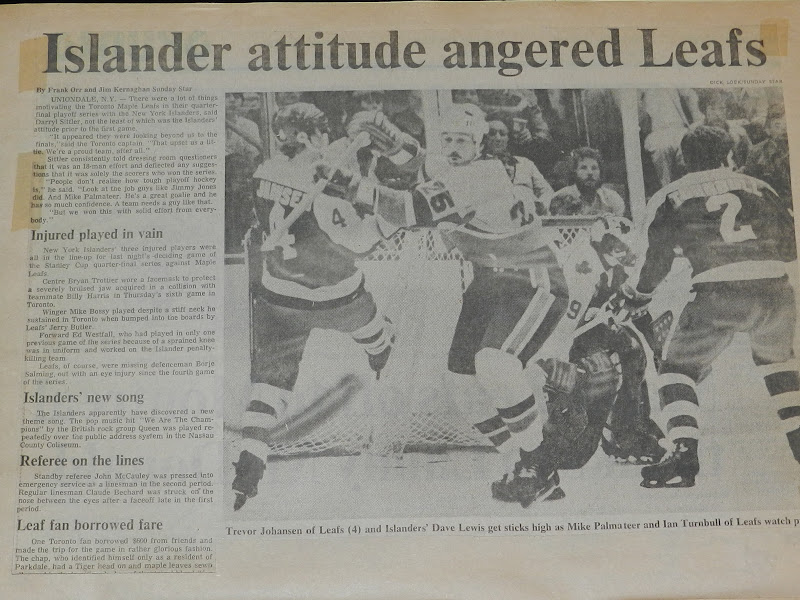 Islander attitude angered Leafs
By Frank Orr and Jim Kernaghan Sunday Star
RICK LOEK/SUNDAY STAR
UNIONDALE, N.Y. — There were a lot of things
motivating the Toronto Maple Leafs in their quarter-
final playoff series with the New York Islanders, said
Darryl Sittler, not the least of which was the Islanders'
attitude prior to the first game.
"It appeared they were looking beyond us to the
finals," said the Toronto captain. "That upset us a lit-
tle. We're a proud team, after all."
Sittler consistently told dressing room questioners
that it was an 18-man effort and deflected any sugges-
tions that it was solely the scorers who won the series.
"People don't realize how tough playoff hockey
is," he said. "Look at the job guys like Jimmy Jones
did. And Mike Palmateer. He's a great goalie and he
has so much confidence. A team needs a guy like that.
"But we won this with solid effort from every-
body."
Injured played in vain
New York Islanders' three injured players were
all in the line-up for last night's deciding game of
the Stanley Cup quarter-final series against Maple
Leafs.
Centre Bryan Trottier wore a facemask to protect
a severely bruised jaw acquired in a collision with
teammate Billy Harris in Thursday's sixth game in
Toronto.
Winger Mike Bossy played despite a stiff neck he
sustained in Toronto when bumped into the boards by
Leafs' Jerry Butler.
Forward Ed Westfall, who had played in only one
previous game of the series because of a sprained knee
was in uniform and worked on the Islander penalty-
killing team.
Leafs, of course, were missing defenceman Borje
Salming, out with an eye injury since the fourth game
of the series.
Islanders' new song
The Islanders apparently have discovered a new
theme song. The pop music hit "We Are The Cham-
pions" by the British rock group Queen was played re-
peatedly over the public address system in the Nassau
County Coliseum.
Referee on the lines
Standby referee John McCauley was pressed into
emergency service as a linesman in the second period.
Regular linesman Claude Bechard was struck on the
nose between the eyes after a faceoff late in the first
period.
Leaf fan borrowed fare
One Toronto fan borrowed $600 from friends and
made the trip for the game in rather glorious fashion.
The chap, who identified himself only as a resident of
Parkdale, had a Tiger head on and maple leaves sewn
4
4
25
2
9
2
Trevor Johansen of Leafs (4) and Islanders' Dave Lewis get sticks high as Mike Palmateer and Ian Turnbull of Leafs watch p